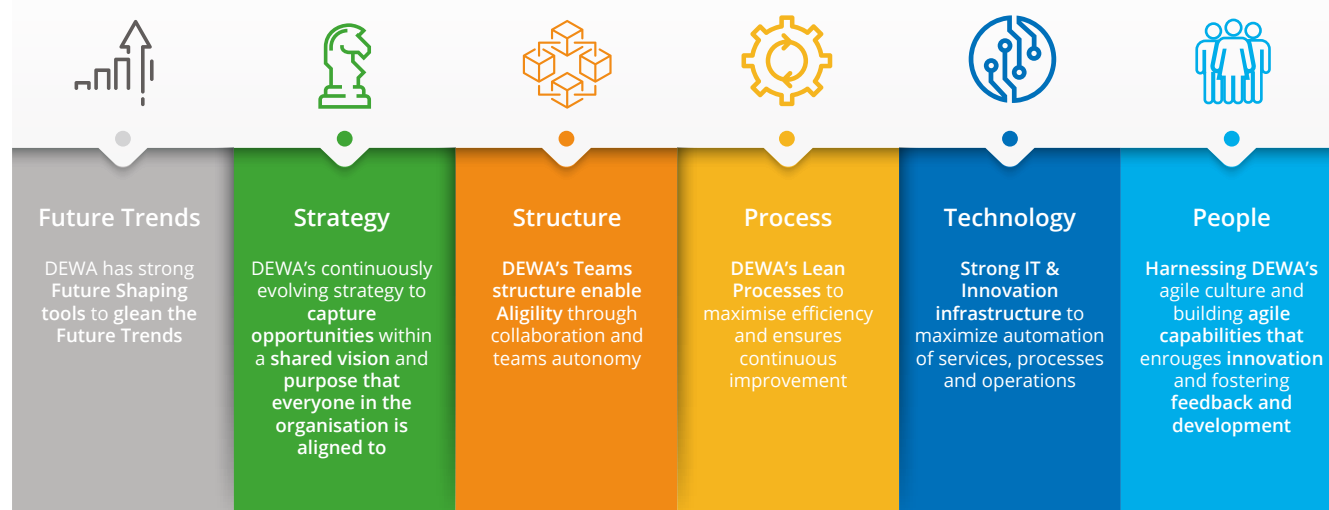 Future Trends
DEWA has strong
Future Shaping
tools to glean the
Future Trends
Strategy
DEWA's continuously
evolving strategy to
capture
opportunities within
a shared vision and
purpose that
everyone in the
organisation is
aligned to
Structure
DEWA's Teams
structure enable
Aligility through
collaboration and
teams autonomy
Process
DEWA's Lean
Processes to
maximise efficiency
and ensures
continuous
improvement
Technology
Strong IT &
Innovation
infrastructure to
maximize automation
of services, processes
and operations
People
Harnessing DEWA's
agile culture and
building agile
capabilities that
enrouges innovation
and fostering
feedback and
development